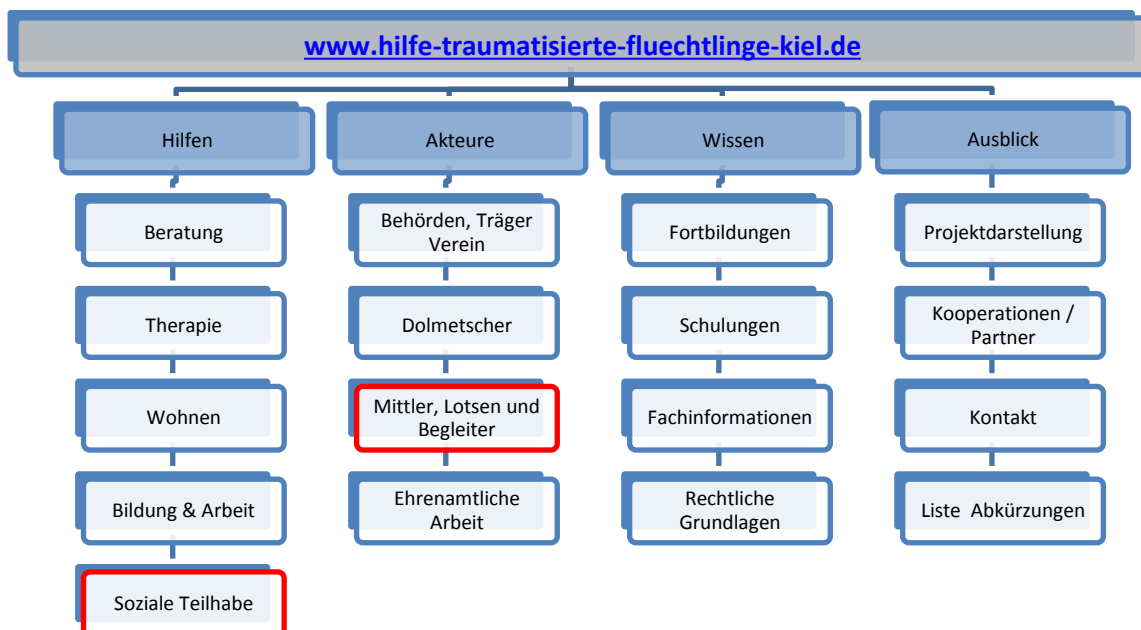 www.hilfe-traumatisierte-fluechtlinge-kiel.de
Hilfen
Beratung
Therapie
Wohnen
Bildung & Arbeit
Soziale Teilhabe
Akteure
Behörden, Träger
Verein
Dolmetscher
Mittler, Lotsen und
Begleiter
Ehrenamtliche
Arbeit
Wissen
Fortbildungen
Schulungen
Fachinformationen
Rechtliche
Grundlagen
Ausblick
Projektdarstellung
Kooperationen /
Partner
Kontakt
Liste Abkürzungen